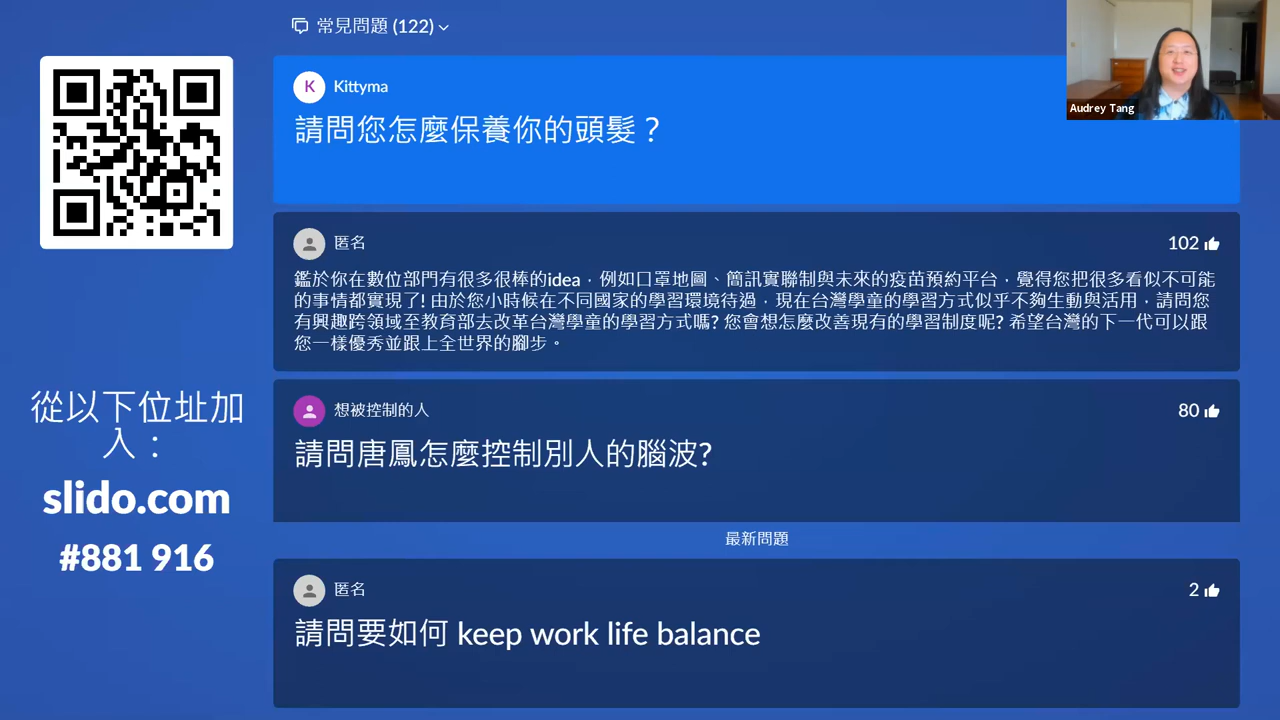 常見問題 (122)
K Kittyma
請問您怎麼保養你的頭髮？
Audrey Tang
匿名
102
鑑於你在數位部門有很多很棒的idea，例如口罩地圖、簡訊實聯制與未來的疫苗預約平台，覺得您把很多看似不可能
的事情都實現了! 由於您小時候在不同國家的學習環境待過，現在台灣學童的學習方式似乎不夠生動與活用，請問您
有興趣跨領域至教育部去改革台灣學童的學習方式嗎? 您會想怎麼改善現有的學習制度呢? 希望台灣的下一代可以跟
您一樣優秀並跟上全世界的腳步。
想被控制的人
80
請問唐鳳怎麼控制別人的腦波?
最新問題
匿名
2
請問要如何 keep work life balance
從以下位址加
入：
slido.com
#881 916